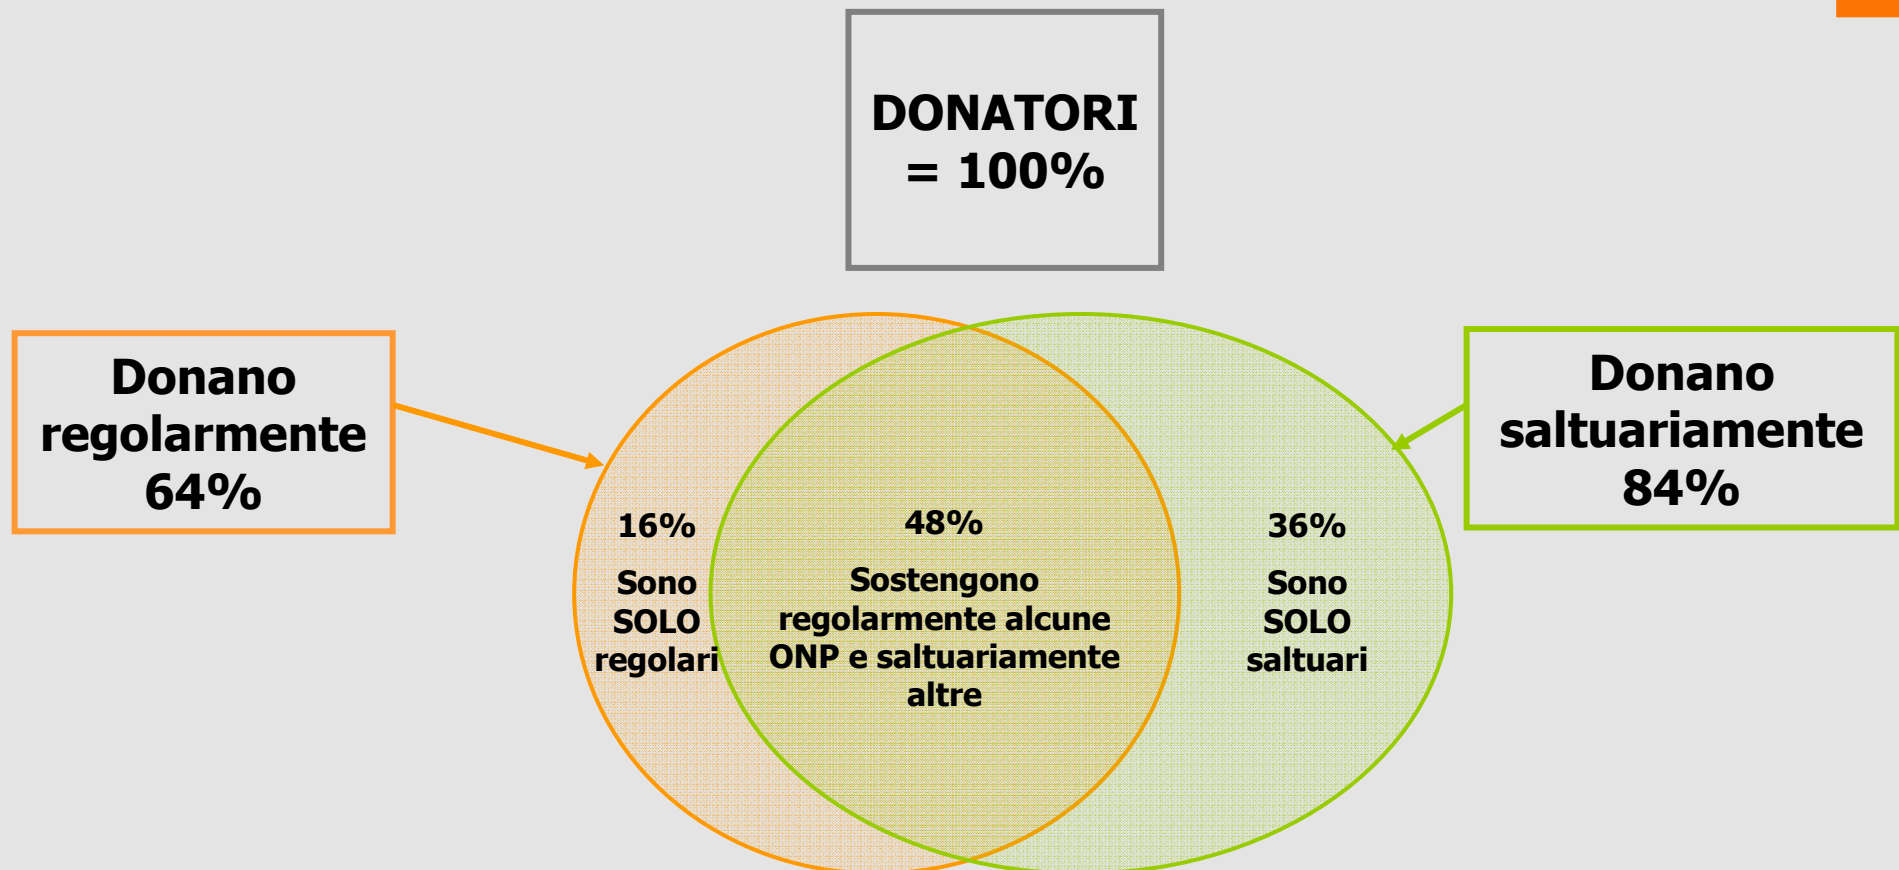 DONATORI
= 100%
Donano
regolarmente
64%
Donano
saltuariamente
84%
16%
Sono
SOLO
regolari
48%
Sostengono
regolarmente alcune
ONP e saltuariamente
altre
36%
Sono
SOLO
saltuari